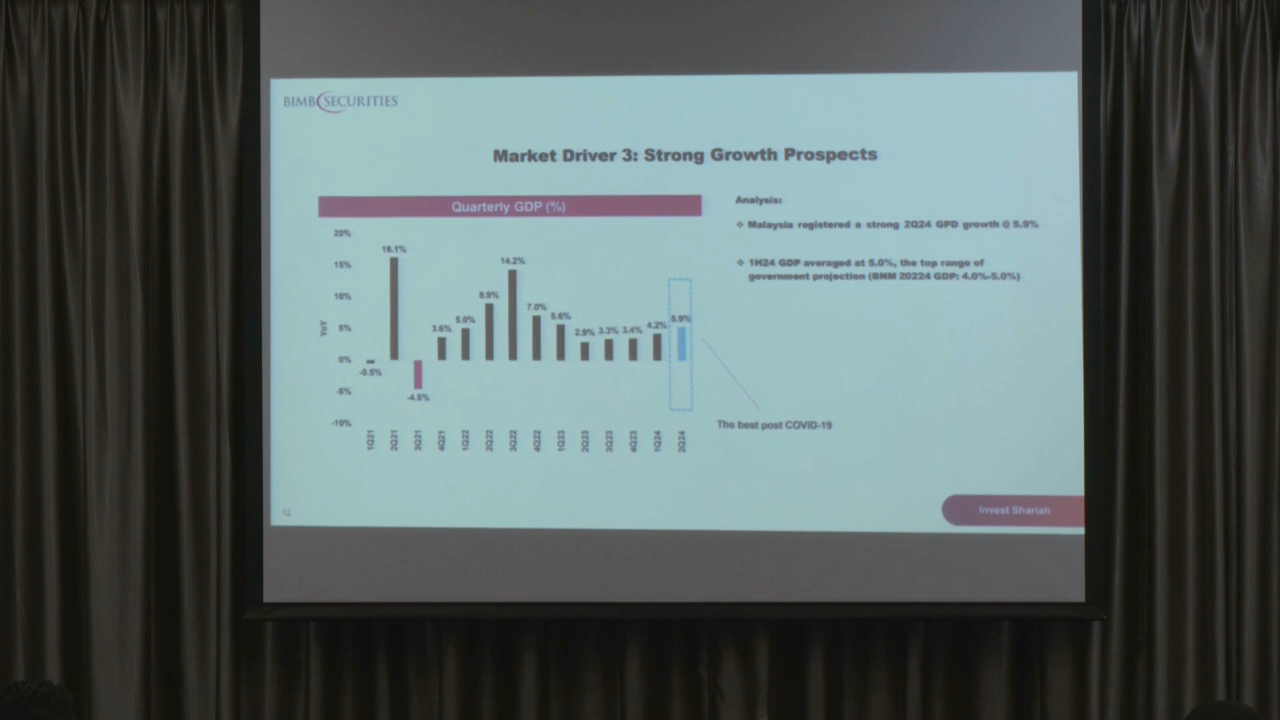 BIMB SECURITIES
Market Driver 3: Strong Growth Prospects
Quarterly GDP (%)
Analysis:
❖ Malaysia registered a strong 2Q24 GPD growth @ 5.9%
❖ 1H24 GDP averaged at 5.0%, the top range of
government projection (BNM 20224 GDP: 4.0%-5.0%)
YoY
20%
15%
10%
5%
0%
-5%
-10%
-0.5%
16.1%
-4.5%
3.6%
5.0%
8.9%
14.2%
7.0%
5.6%
2.9%
3.3%
3.4%
4.2%
5.9%
1Q21
2Q21
3Q21
4Q21
1Q22
2Q22
3Q22
4Q22
1Q23
2Q23
3Q23
4Q23
1Q24
2Q24
The best post COVID-19
12
Invest Shariah